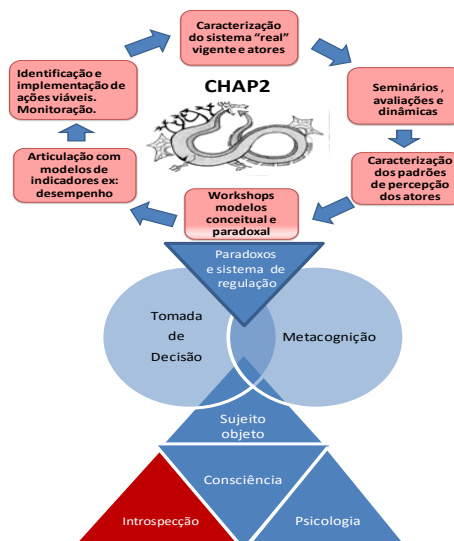 Caracterização
do sistema “real”
vigente e atores
Identificação e
implementação de
ações viáveis.
Monitoração.
CHAP2
Seminários ,
avaliações e
dinâmicas
Articulação com
modelos de
indicadores ex:
desempenho
Caracterização
dos padrões de
percepção dos
atores
Workshops
modelos
conceitual e
paradoxal
Paradoxos
e sistema de
regulação
Tomada
de
Decisão
Metacognição
Sujeito
objeto
Consciência
Introspecção
Psicologia